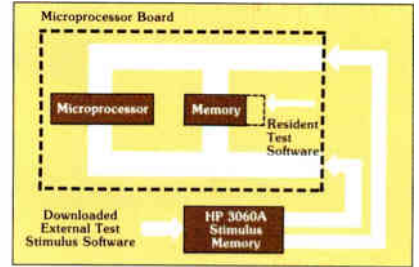 Microprocessor Board
Microprocessor
Memory
Resident
Test
Software
Downloaded
External Test
Stimulus Software
HP 3060A
Stimulus
Memory